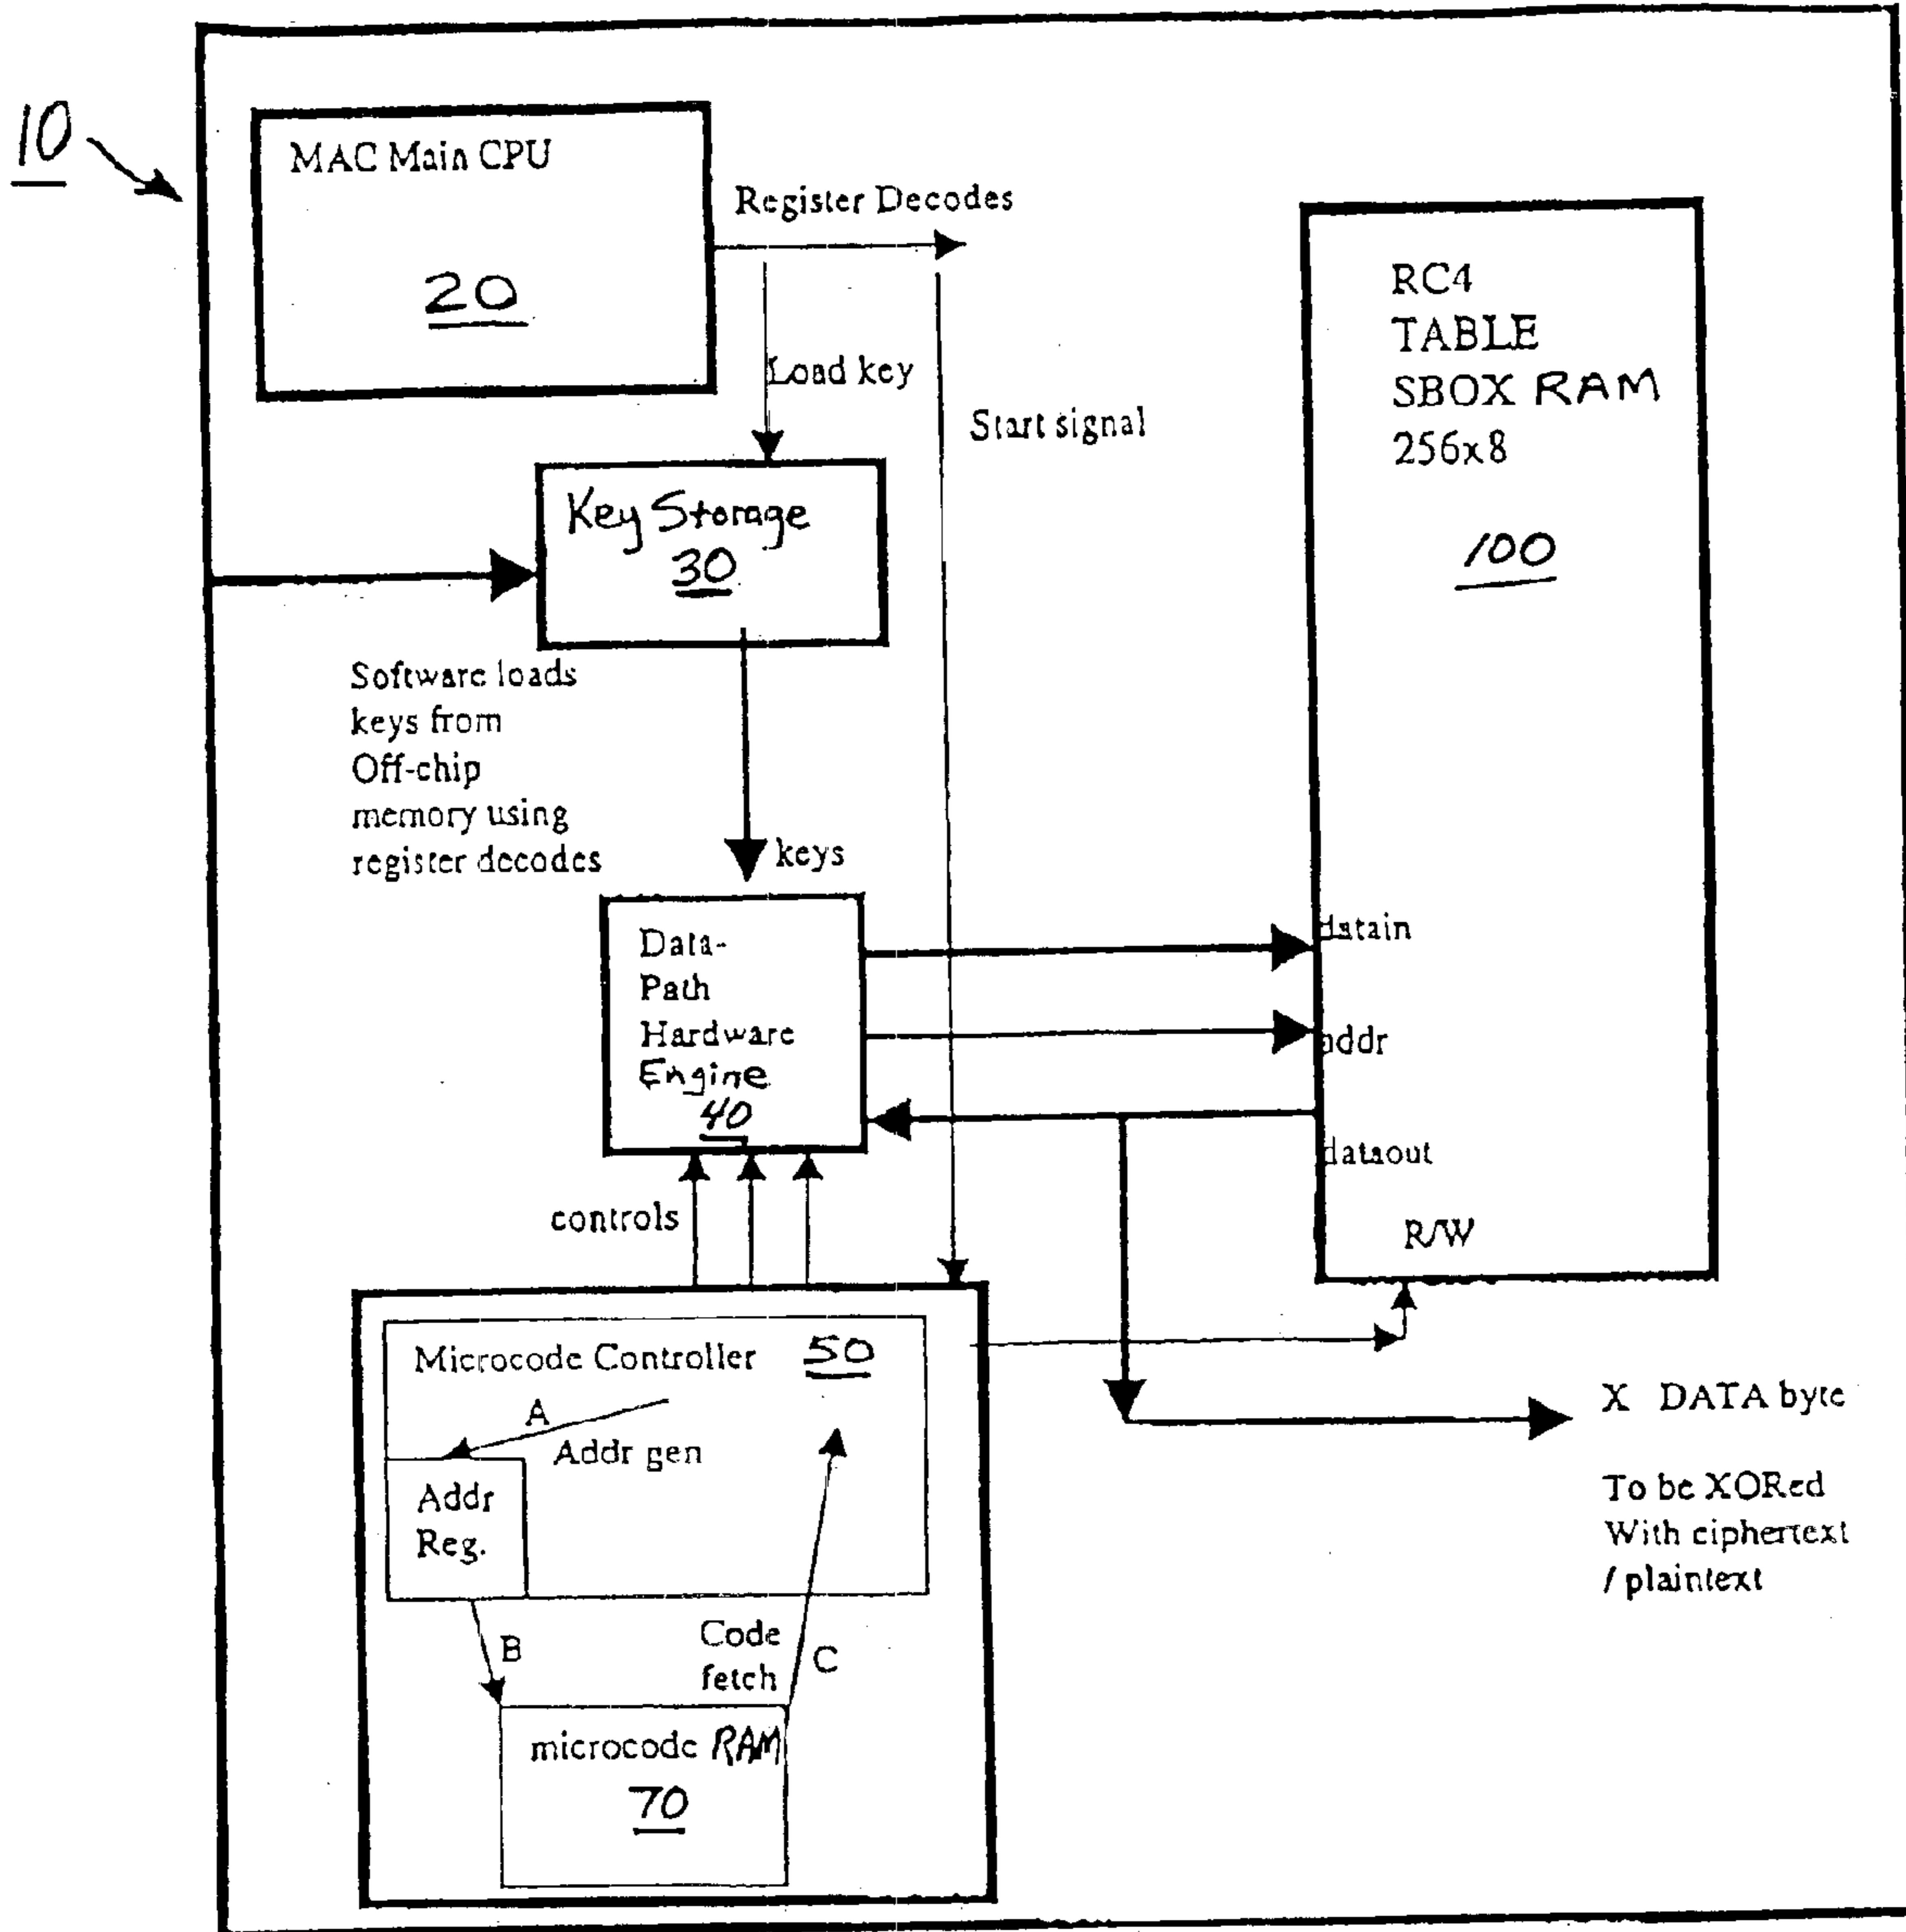 10
MAC Main CPU
20
Register Decodes
Load key
Start signal
RC4
TABLE
SBOX RAM
256x8
100
Key Storage
30
Software loads
keys from
Off-chip
memory using
register decodes
keys
Data-
Path
Hardware
Engine
40
datain
addr
dataout
R/W
controls
Microcode Controller 50
A
Addr gen
Addr
Reg.
B
Code
fetch
C
microcode RAM
70
X DATA byte
To be XORed
With ciphertext
/ plaintext